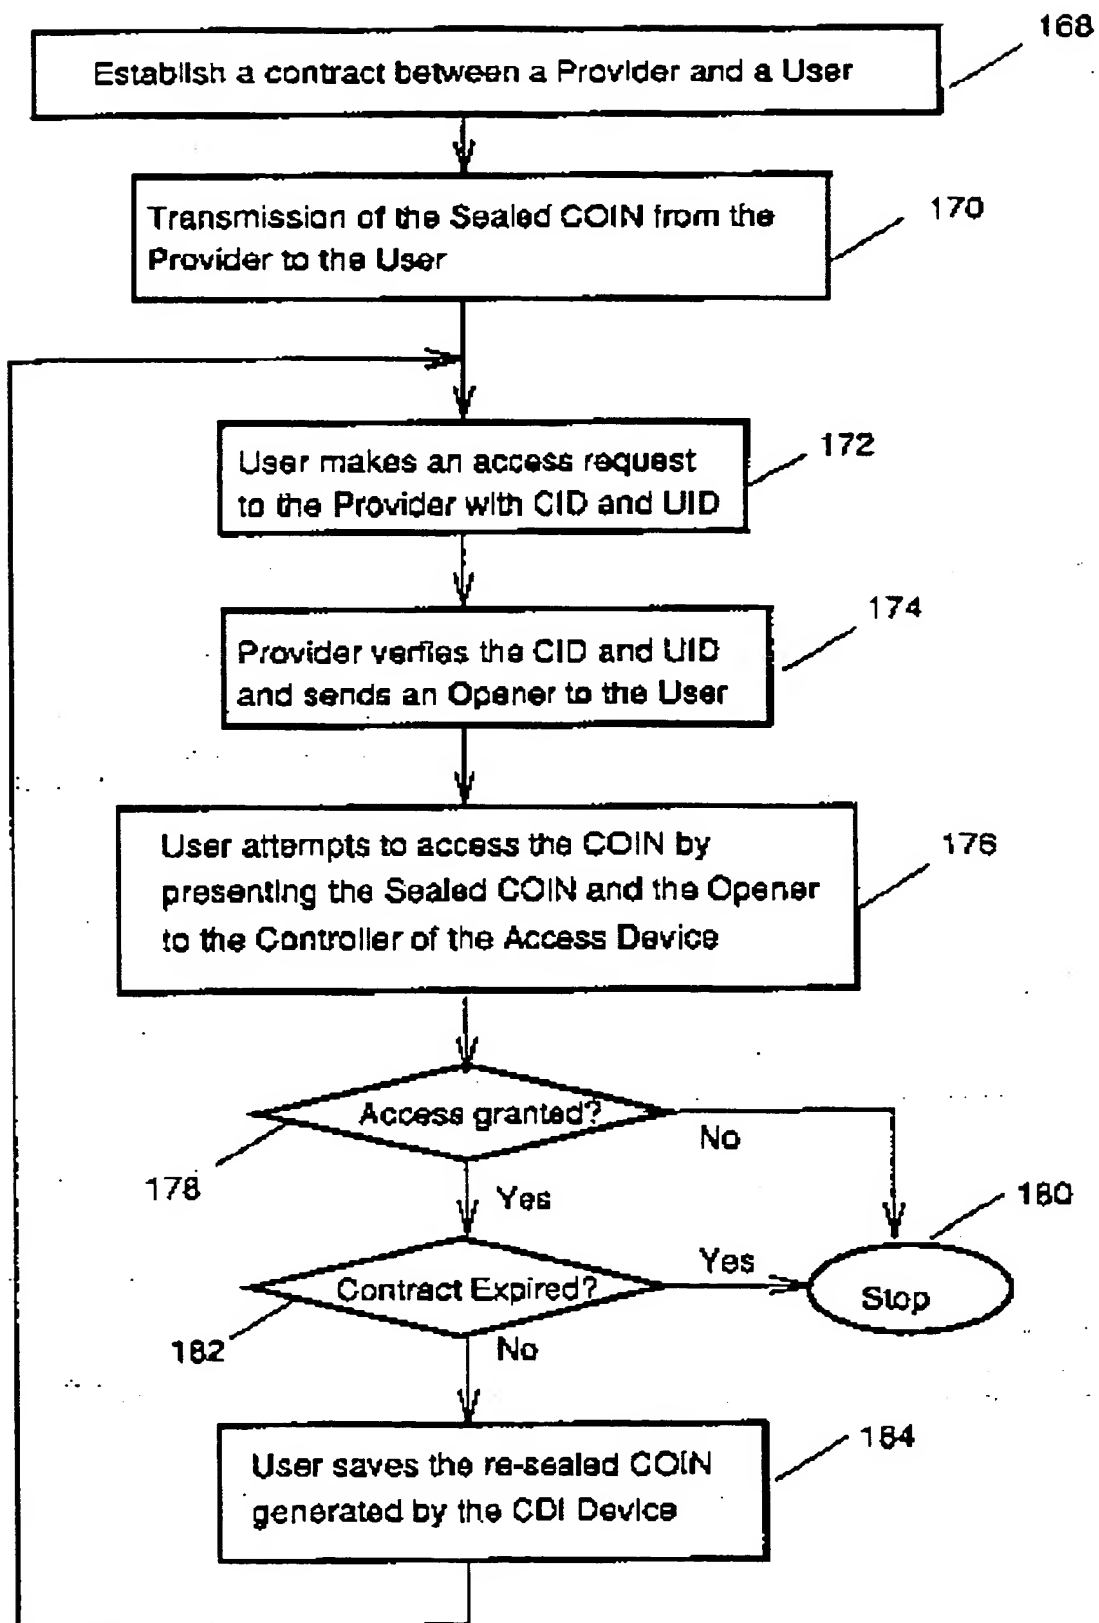 168
Establish a contract between a Provider and a User
170
Transmission of the Sealed COIN from the
Provider to the User
172
User makes an access request
to the Provider with CID and UID
174
Provider verfies the CID and UID
and sends an Opener to the User
176
User attempts to access the COIN by
presenting the Sealed COIN and the Opener
to the Controller of the Access Device
Access granted?
No
178
Yes
180
Contract Expired?
Yes
Stop
182
No
184
User saves the re-sealed COIN
generated by the CDI Device